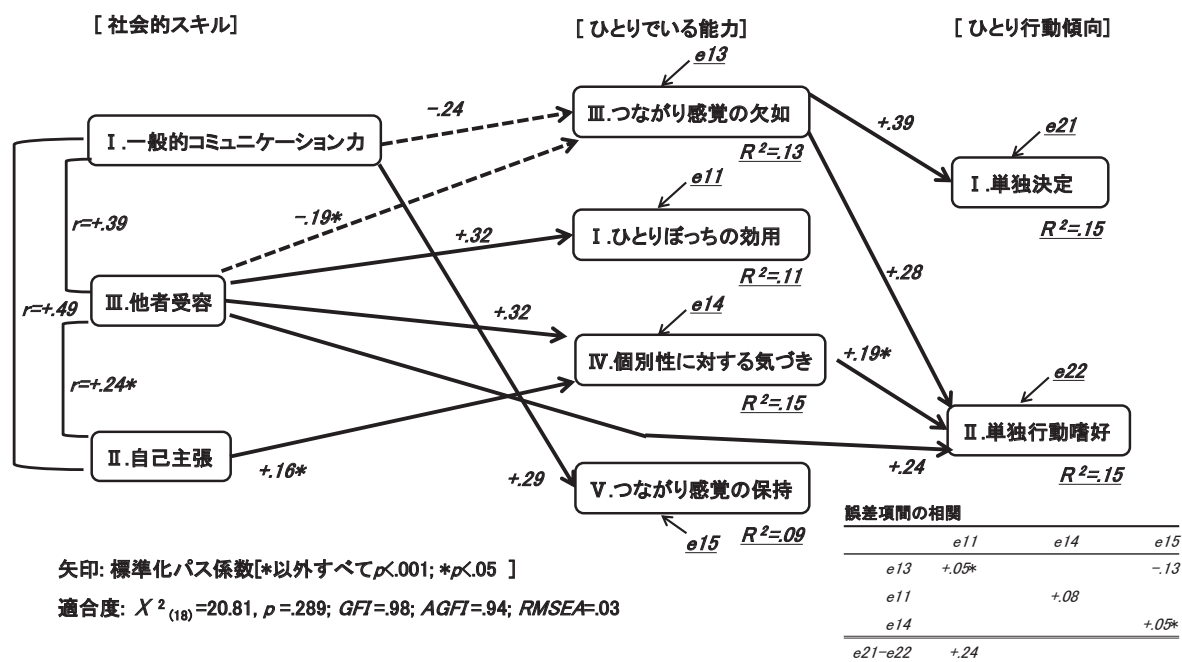 [ 社会的スキル]
[ ひとりでいる能力]
[ ひとり行動傾向]
e13
−.24
Ⅲ.つながり感覚の欠如
+.39
e21
Ⅰ.一般的コミュニケーション力
R²=.13
Ⅰ.単独決定
e11
−.19*
r=+.39
+.32
Ⅰ.ひとりぼっちの効用
R²=.15
R²=.11
+.28
Ⅲ.他者受容
r=+.49
+.32
e14
Ⅳ.個別性に対する気づき
+.19*
r=+.24*
e22
R²=.15
Ⅱ.単独行動嗜好
Ⅱ.自己主張
+.16*
+.29
+.24
R²=.15
Ⅴ.つながり感覚の保持
e15
R²=.09
誤差項間の相関
e11 e14 e15
e13 +.05* −.13
e11 +.08
e14 +.05*
e21−e22 +.24
矢印: 標準化パス係数[*以外すべてp<.001; *p<.05 ]
適合度: Χ ²₍₁₈₎=20.81, p =.289; GFI=.98; AGFI=.94; RMSEA=.03